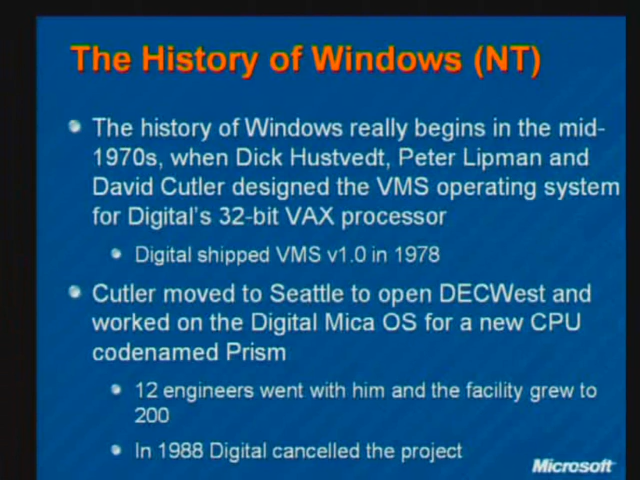 The History of Windows (NT)
The history of Windows really begins in the mid-
1970s, when Dick Hustvedt, Peter Lipman and
David Cutler designed the VMS operating system
for Digital's 32-bit VAX processor
Digital shipped VMS v1.0 in 1978
Cutler moved to Seattle to open DECWest and
worked on the Digital Mica OS for a new CPU
codenamed Prism
12 engineers went with him and the facility grew to
200
In 1988 Digital cancelled the project
Microsoft